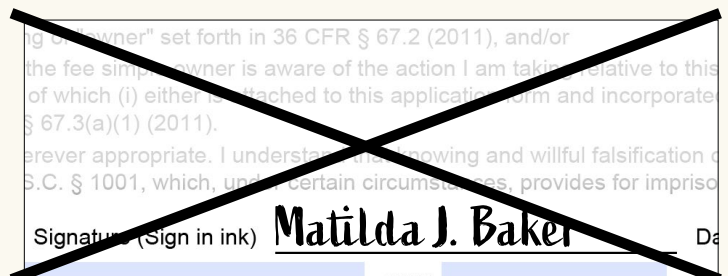 ng of "owner" set forth in 36 CFR § 67.2 (2011), and/or
the fee simple owner is aware of the action I am taking relative to this
of which (i) either is attached to this application form and incorporated
§ 67.3(a)(1) (2011).
erever appropriate. I understand that knowing and willful falsification o
S.C. § 1001, which, under certain circumstances, provides for impriso
Signature (Sign in ink) Matilda J. Baker Da